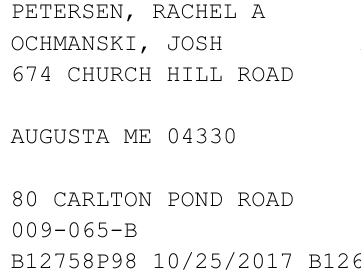 PETERSEN, RACHEL A
OCHMANSKI, JOSH
674 CHURCH HILL ROAD
AUGUSTA ME 04330
80 CARLTON POND ROAD
009-065-B
B12758P98 10/25/2017 B126